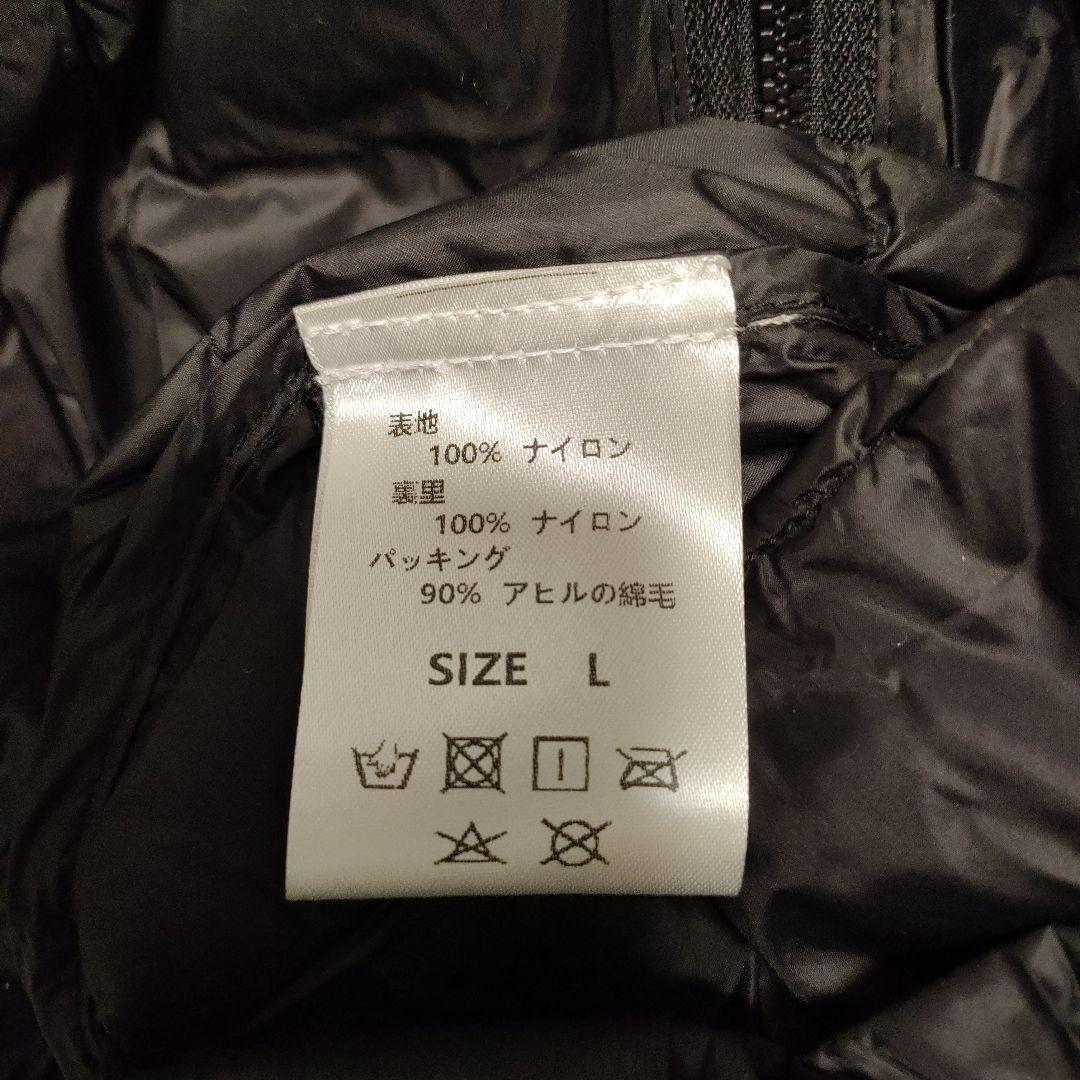 表地
100% ナイロン
裏里
100% ナイロン
パッキング
90% アヒルの綿毛
SIZE L